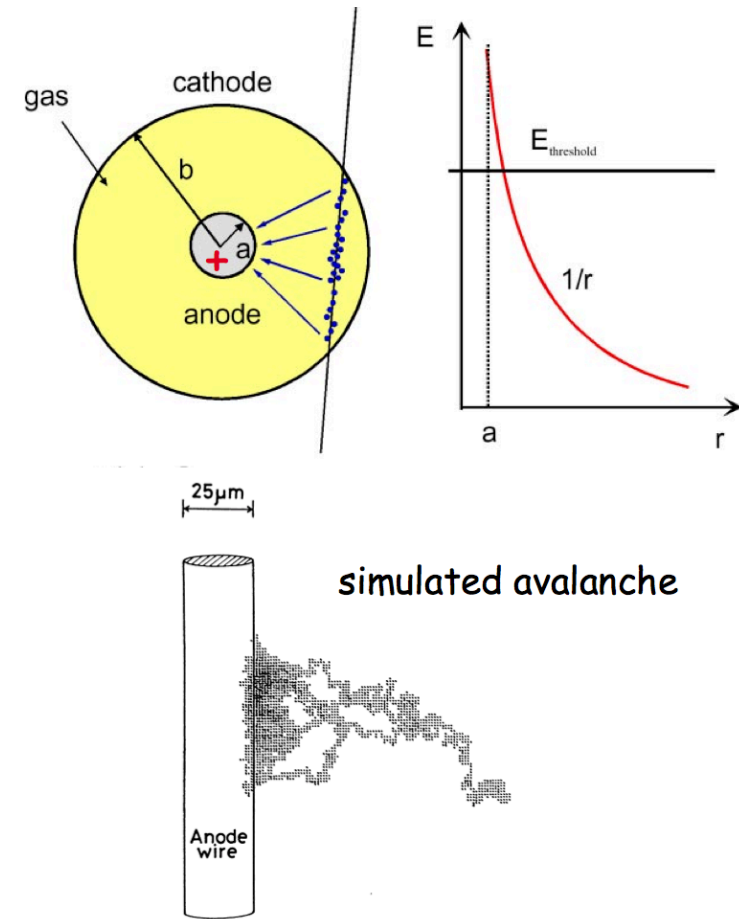 cathode
gas
b
a
+
anode
E
E threshold
1/r
a
r
25µm
simulated avalanche
Anode
wire